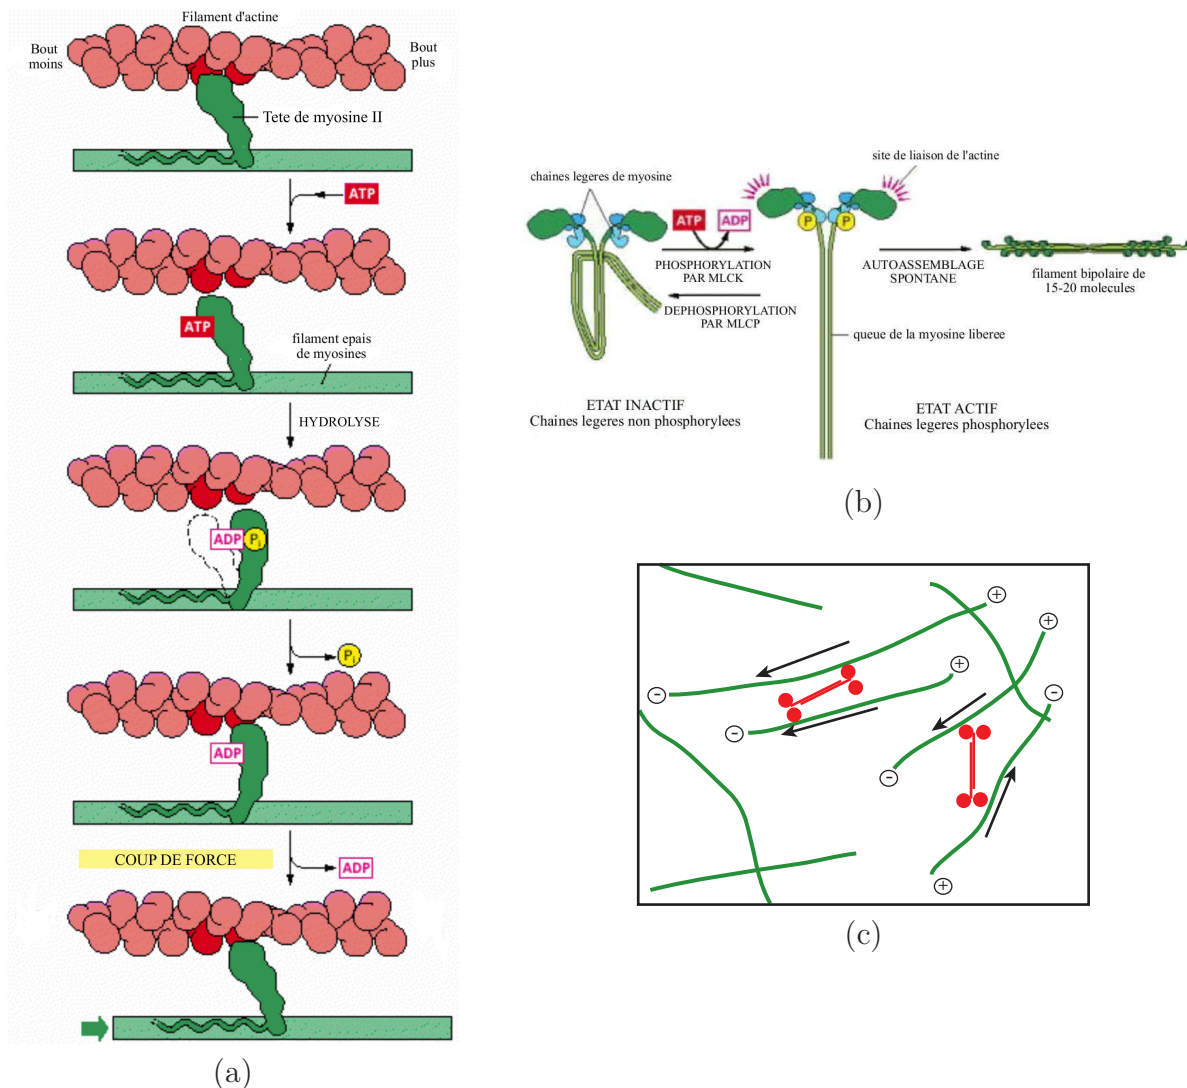 Filament d'actine
Bout
moins
Bout
plus
Tete de myosine II
ATP
ATP
filament epais
de myosines
HYDROLYSE
ADP
Pi
Pi
ADP
COUP DE FORCE
ADP
(a)
site de liaison de l'actine
chaines legeres de myosine
ATP
ADP
P
P
PHOSPHORYLATION
PAR MLCK
DEPHOSPHORYLATION
PAR MLCP
AUTOASSEMBLAGE
SPONTANE
filament bipolaire de
15-20 molecules
queue de la myosine liberee
ETAT INACTIF
Chaines legeres non phosphorylees
ETAT ACTIF
Chaines legeres phosphorylees
(b)
+
+
+
−
−
−
−
+
(c)